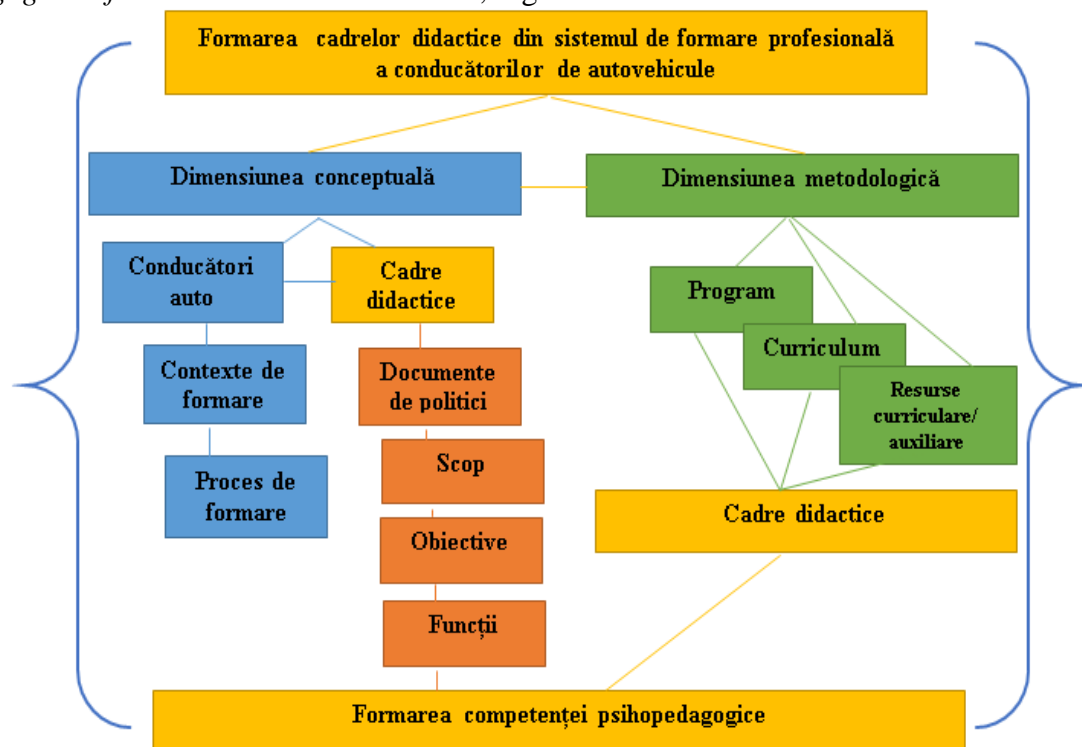 Formarea cadrelor didactice din sistemul de formare profesională
a conducătorilor de autovehicule
Dimensiunea conceptuală
Dimensiunea metodologică
Conducători
auto
Cadre
didactice
Program
Contexte de
formare
Documente
de politici
Curriculum
Resurse
curriculare/
auxiliare
Proces de
formare
Scop
Cadre didactice
Obiective
Funcții
Formarea competenței psihopedagogice